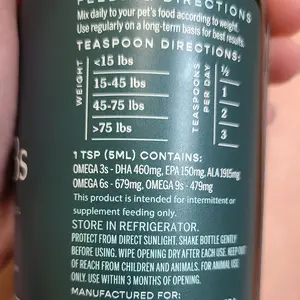 FEEDING DIRECTIONS
Mix daily to your pet's food according to weight.
Use regularly on a long-term basis for best results.
TEASPOON DIRECTIONS:
WEIGHT
<15 lbs
15-45 lbs
45-75 lbs
>75 lbs
TEASPOONS
PER DAY
½
1
2
3
1 TSP (5ML) CONTAINS:
OMEGA 3s - DHA 460mg, EPA 150mg, ALA 1915mg
OMEGA 6s - 679mg, OMEGA 9s - 479mg
This product is intended for intermittent or
supplement feeding only.
STORE IN REFRIGERATOR.
PROTECT FROM DIRECT SUNLIGHT. SHAKE BOTTLE GENTLY
BEFORE USING. WIPE OPENING DRY AFTER EACH USE. KEEP OUT
OF REACH FROM CHILDREN AND ANIMALS. FOR ANIMAL USE
ONLY. USE WITHIN 3 MONTHS OF OPENING.
MANUFACTURED FOR: